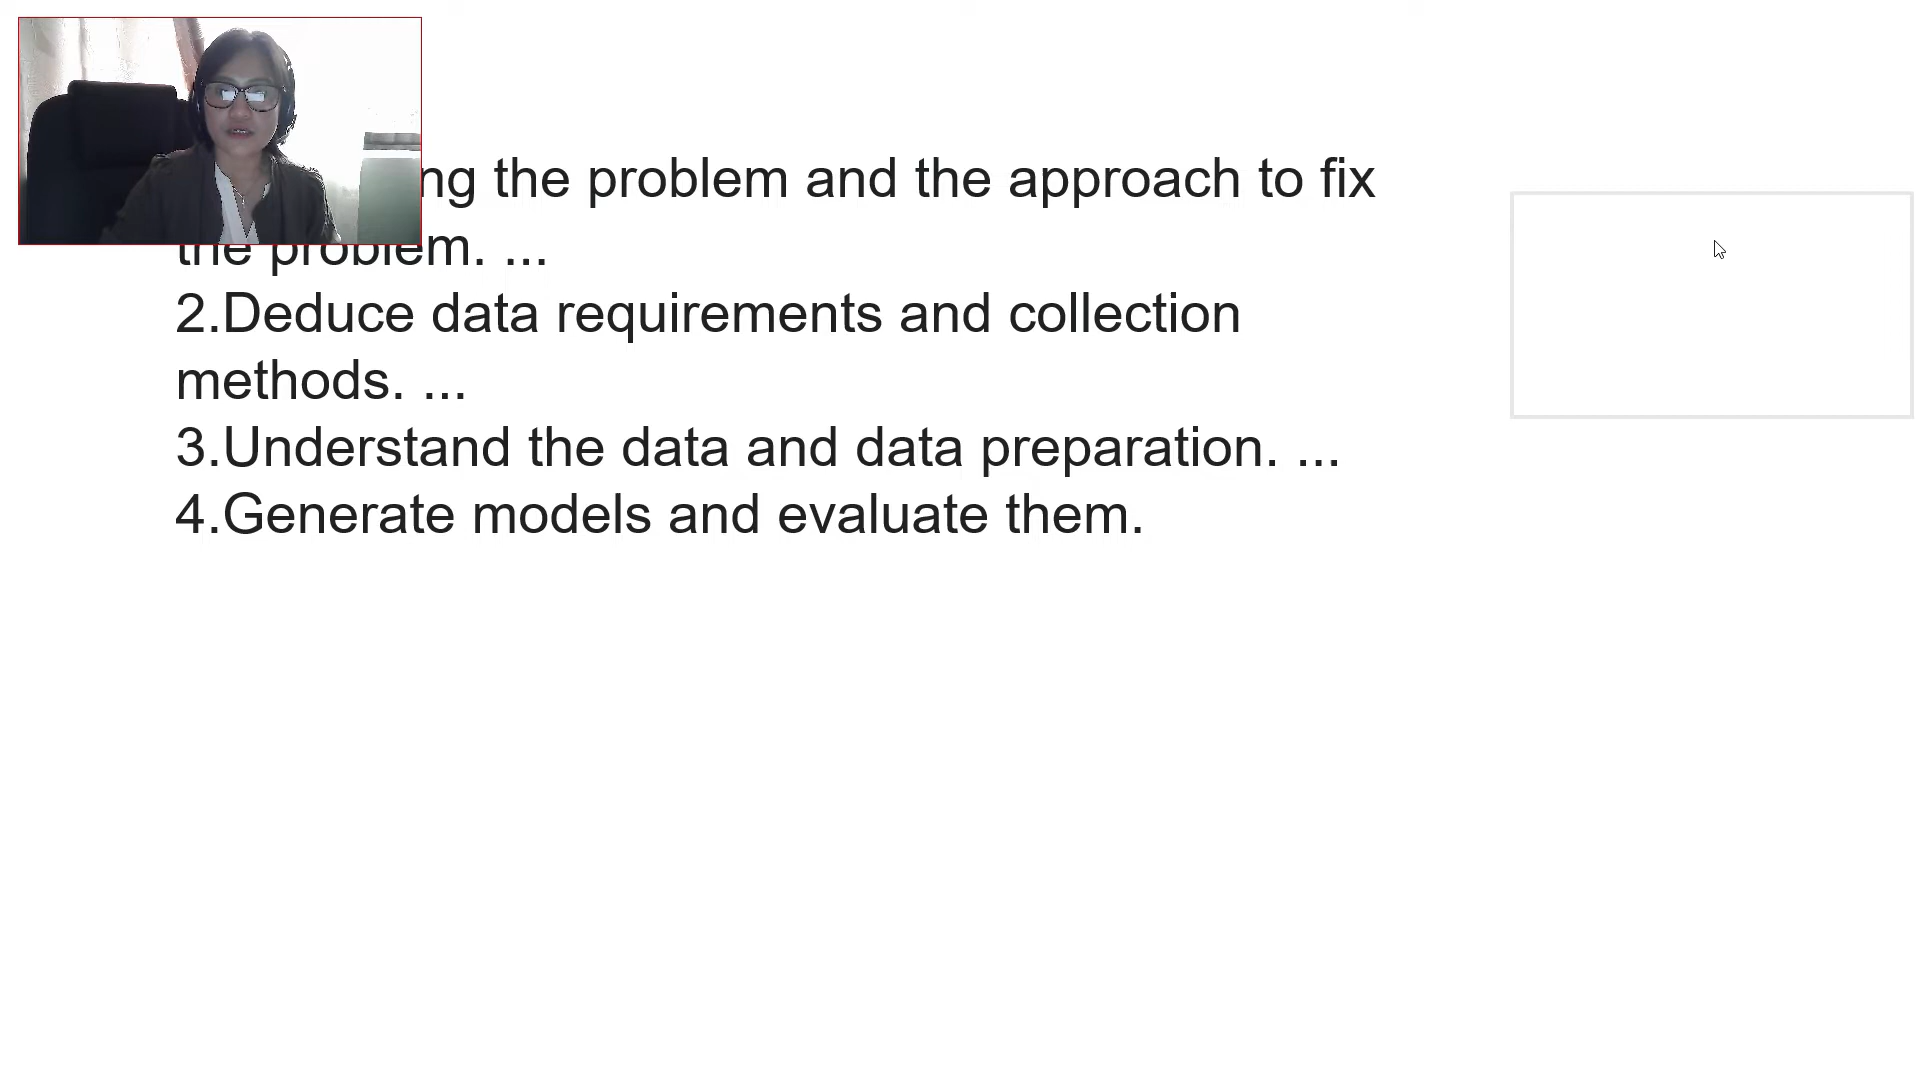 the problem and the approach to fix
the problem. ...
2.Deduce data requirements and collection
methods. ...
3.Understand the data and data preparation. ...
4.Generate models and evaluate them.